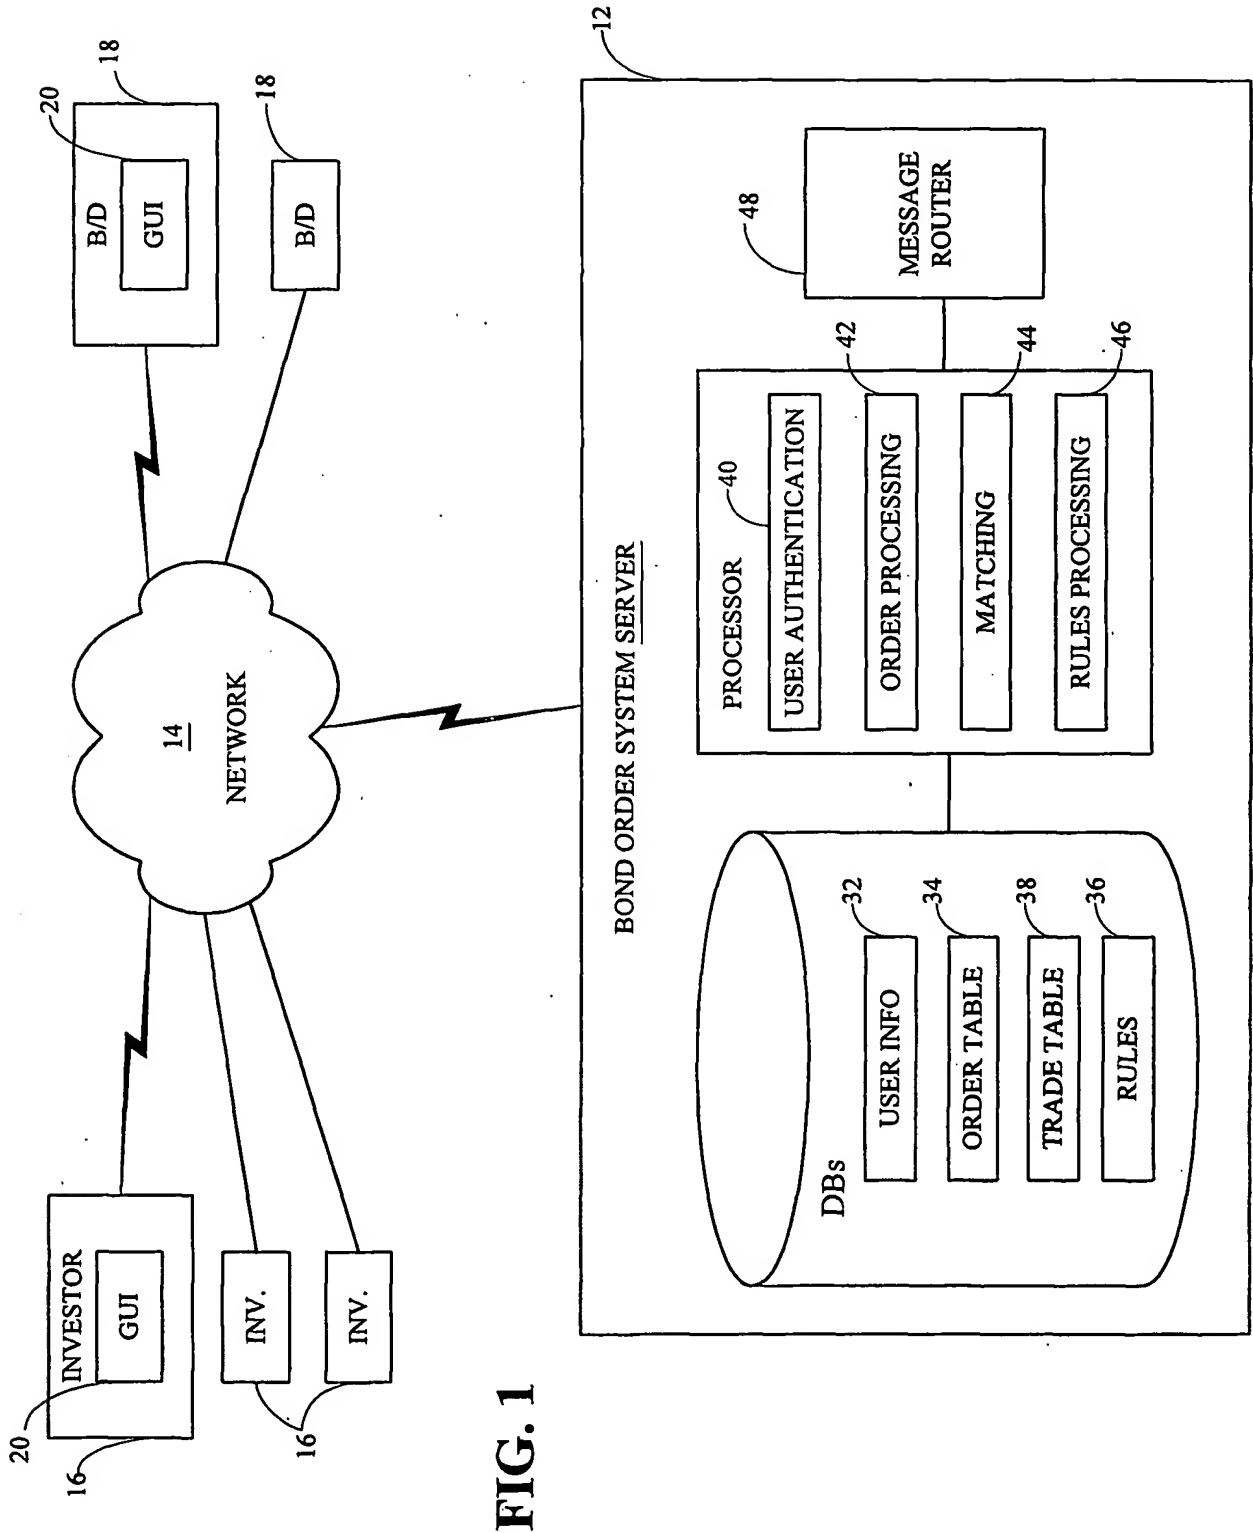 INVESTOR
GUI
20
16
INV.
INV.
16
14
NETWORK
B/D
GUI
20
18
B/D
18
BOND ORDER SYSTEM SERVER
12
DBs
USER INFO
32
ORDER TABLE
34
TRADE TABLE
38
RULES
36
PROCESSOR
40
USER AUTHENTICATION
ORDER PROCESSING
42
MATCHING
44
RULES PROCESSING
46
MESSAGE
ROUTER
48
FIG. 1